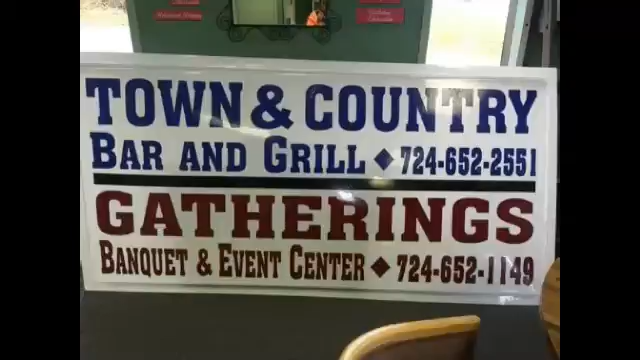 TOWN & COUNTRY
BAR AND GRILL ◆ 724-652-2551
GATHERINGS
BANQUET & EVENT CENTER ◆ 724-652-1149